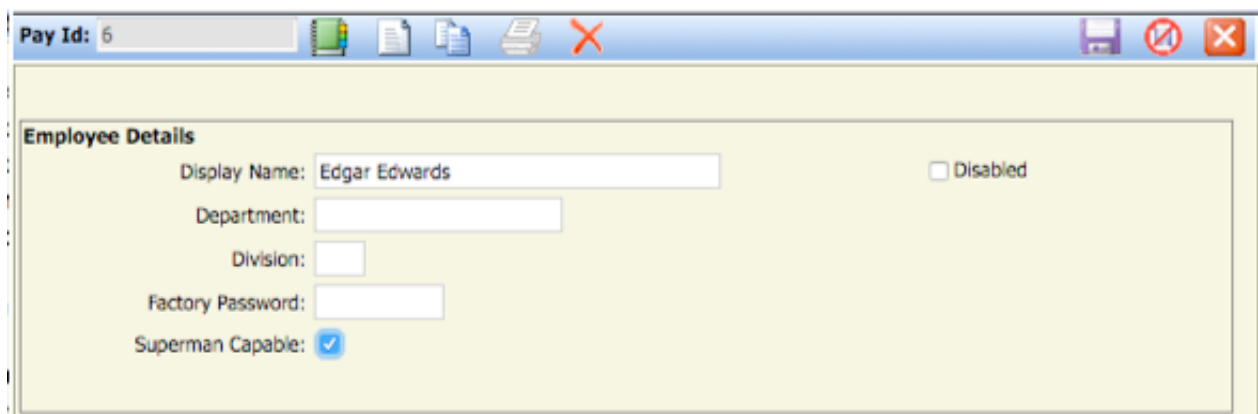 Pay Id: 6
Employee Details
Display Name: Edgar Edwards Disabled
Department:
Division:
Factory Password:
Superman Capable: